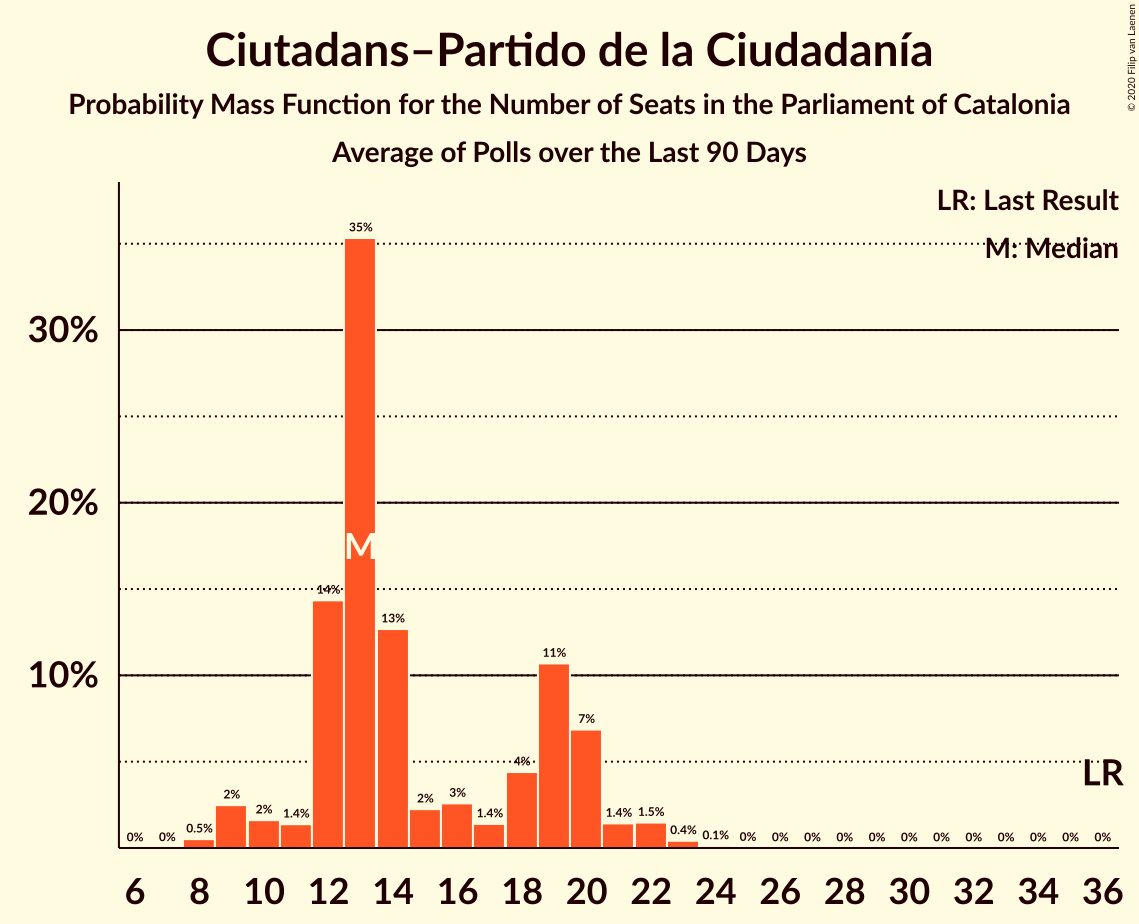 © 2020 Filip van Laenen
Ciutadans–Partido de la Ciudadanía
Probability Mass Function for the Number of Seats in the Parliament of Catalonia
Average of Polls over the Last 90 Days
LR: Last Result
M: Median
35%
30%
20%
M
14%
13%
11%
10%
7%
4%
LR
0% 0% 0.5% 2% 2% 1.4% 2% 3% 1.4% 1.4% 1.5% 0.4% 0.1% 0% 0% 0% 0% 0% 0% 0% 0% 0% 0% 0% 0%
6 8 10 12 14 16 18 20 22 24 26 28 30 32 34 36